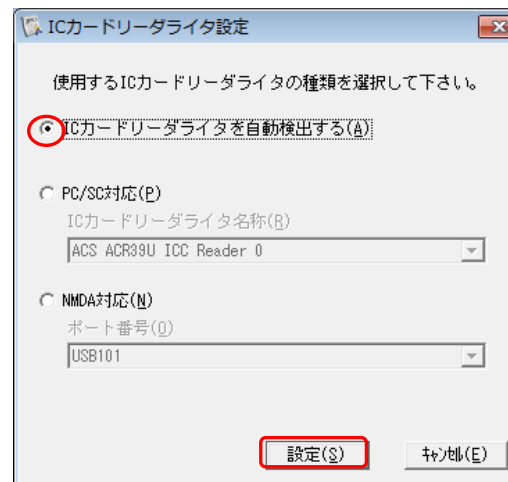 ICカードリーダライタ設定
使用するICカードリーダライタの種類を選択して下さい。
ICカードリーダライタを自動検出する(A)
PC/SC対応(P)
ICカードリーダライタ名称(R)
ACS ACR39U ICC Reader 0
NMDA対応(N)
ポート番号(O)
USB101
設定(S)
ｷｬﾝｾﾙ(E)